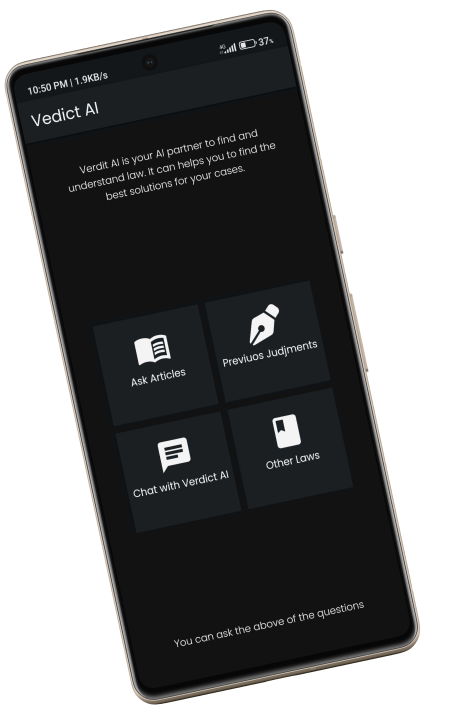 10:50 PM | 1.9KB/s 4G 37%
Vedict AI
Verdit AI is your AI partner to find and
understand law. It can helps you to find the
best solutions for your cases.
Ask Articles
Previuos Judjments
Chat with Verdict AI
Other Laws
You can ask the above of the questions